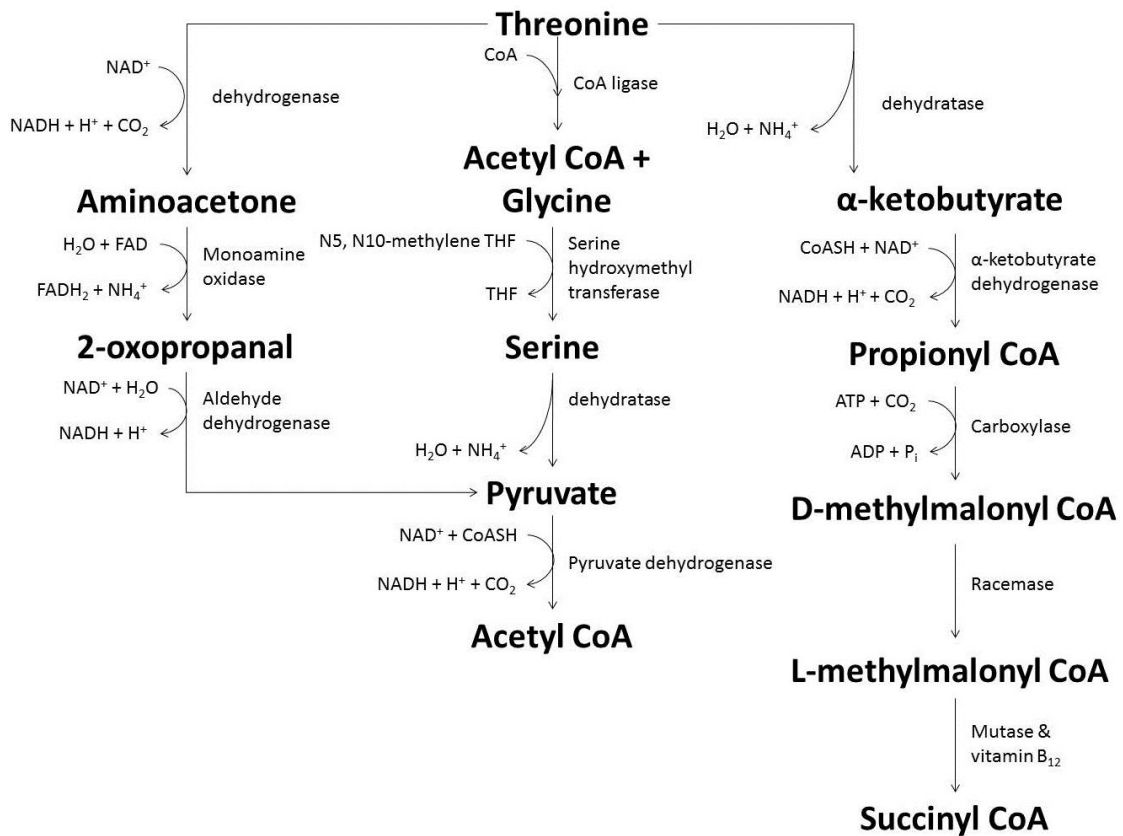 Threonine
NAD⁺
dehydrogenase
NADH + H⁺ + CO₂
Aminoacetone
H₂O + FAD
Monoamine
oxidase
FADH₂ + NH₄⁺
2-oxopropanal
NAD⁺ + H₂O
Aldehyde
dehydrogenase
NADH + H⁺
CoA
CoA ligase
Acetyl CoA +
Glycine
N5, N10-methylene THF
Serine
hydroxymethyl
transferase
THF
Serine
dehydratase
H₂O + NH₄⁺
Pyruvate
NAD⁺ + CoASH
Pyruvate dehydrogenase
NADH + H⁺ + CO₂
Acetyl CoA
dehydratase
H₂O + NH₄⁺
α-ketobutyrate
CoASH + NAD⁺
α-ketobutyrate
dehydrogenase
NADH + H⁺ + CO₂
Propionyl CoA
ATP + CO₂
Carboxylase
ADP + Pᵢ
D-methylmalonyl CoA
Racemase
L-methylmalonyl CoA
Mutase &
vitamin B₁₂
Succinyl CoA